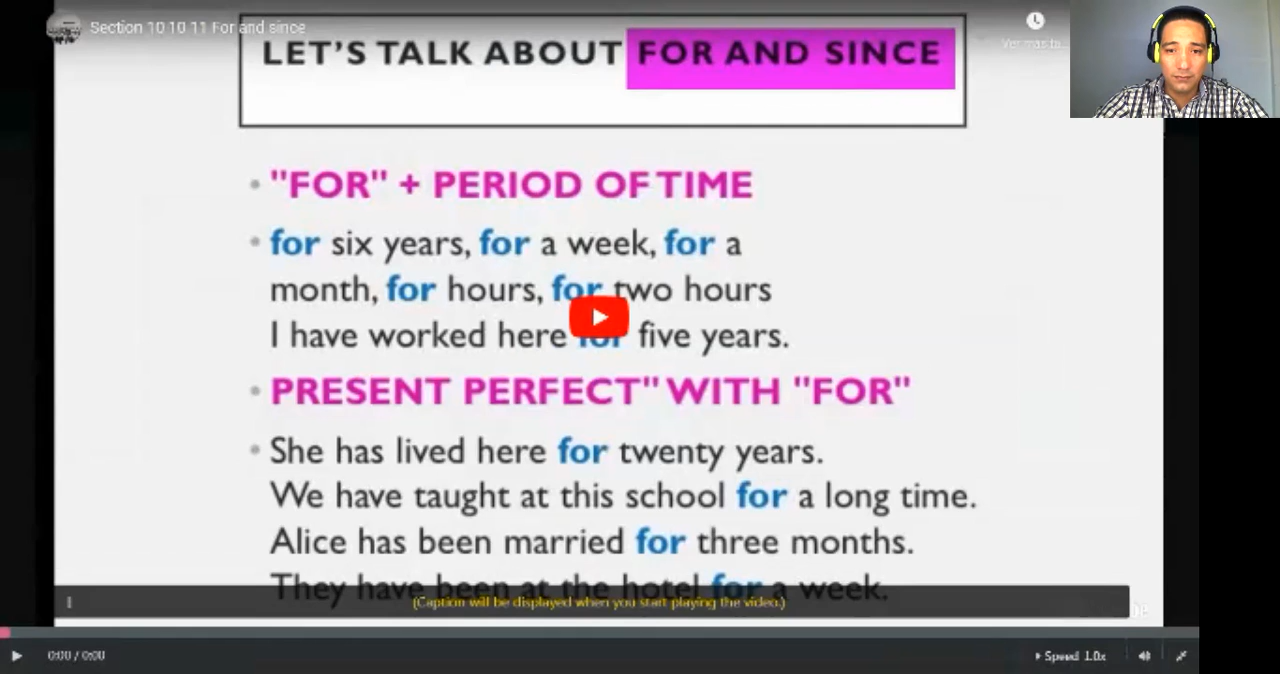 Section 10 10 11 For and since
LET'S TALK ABOUT FOR AND SINCE
• "FOR" + PERIOD OF TIME
• for six years, for a week, for a
month, for hours, for two hours
I have worked here for five years.
• PRESENT PERFECT" WITH "FOR"
• She has lived here for twenty years.
We have taught at this school for a long time.
Alice has been married for three months.
They have been at the hotel for a week.
(Caption will be displayed when you start playing the video.)
0:00 / 0:00
Speed 1.0x